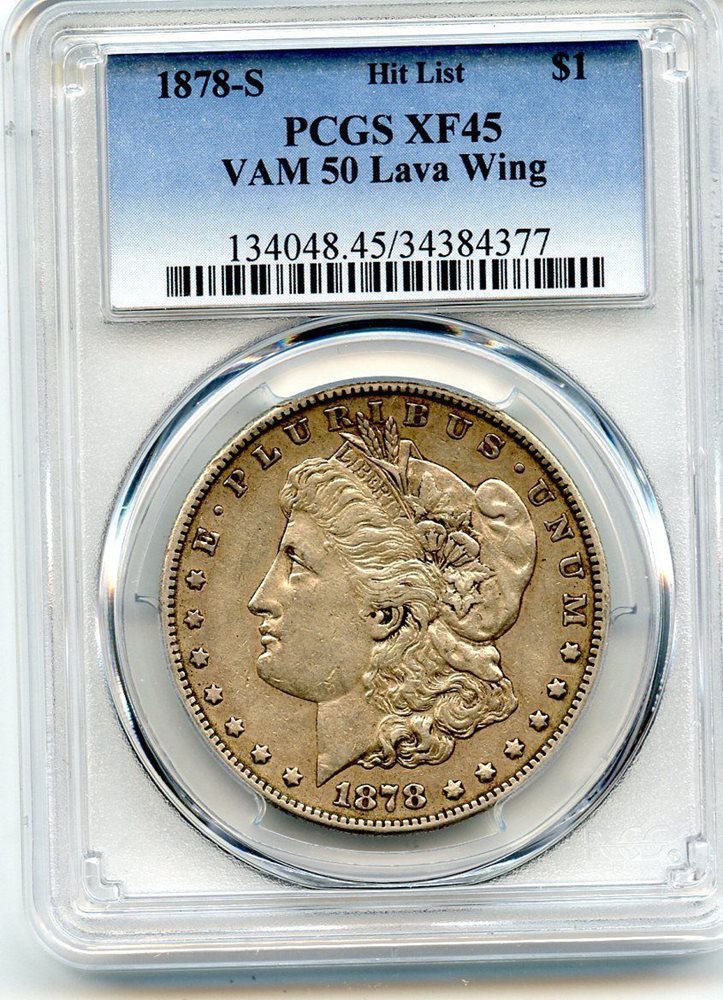 1878-S Hit List $1
PCGS XF45
VAM 50 Lava Wing
134048.45/34384377
E · PLURIBUS · UNUM
LIBERTY
1878